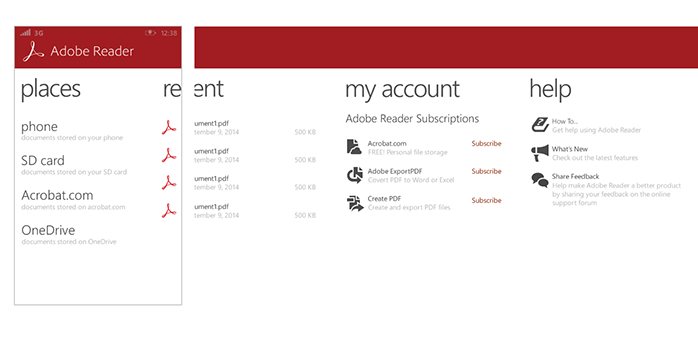 3G 12:38
Adobe Reader
places
phone
documents stored on your phone
SD card
documents stored on your SD card
Acrobat.com
documents stored on acrobat.com
OneDrive
documents stored on OneDrive
recent
ument1.pdf
tember 9, 2014 500 KB
ument1.pdf
tember 9, 2014 500 KB
ument1.pdf
tember 9, 2014 500 KB
ument1.pdf
tember 9, 2014 500 KB
my account
Adobe Reader Subscriptions
Acrobat.com Subscribe
FREE! Personal file storage
Adobe ExportPDF Subscribe
Covert PDF to Word or Excel
Create PDF Subscribe
Create and export PDF files
help
How To...
Get help using Adobe Reader
What's New
Check out the latest features
Share Feedback
Help make Adobe Reader a better product
by sharing your feedback on the online
support forum